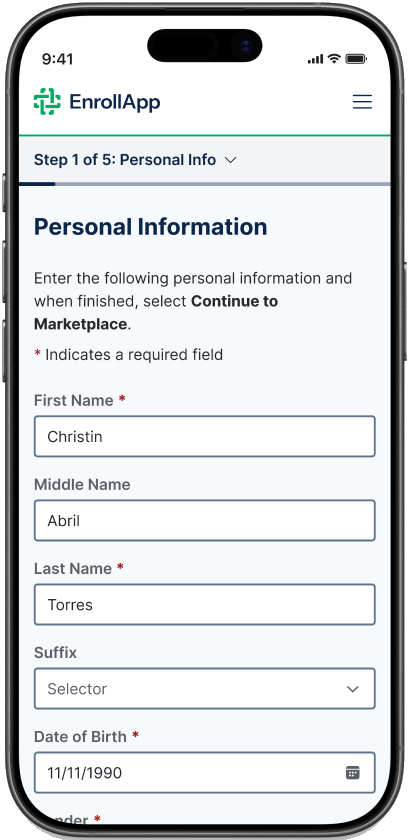 9:41
EnrollApp
Step 1 of 5: Personal Info
Personal Information
Enter the following personal information and
when finished, select Continue to
Marketplace.
* Indicates a required field
First Name *
Christin
Middle Name
Abril
Last Name *
Torres
Suffix
Selector
Date of Birth *
11/11/1990